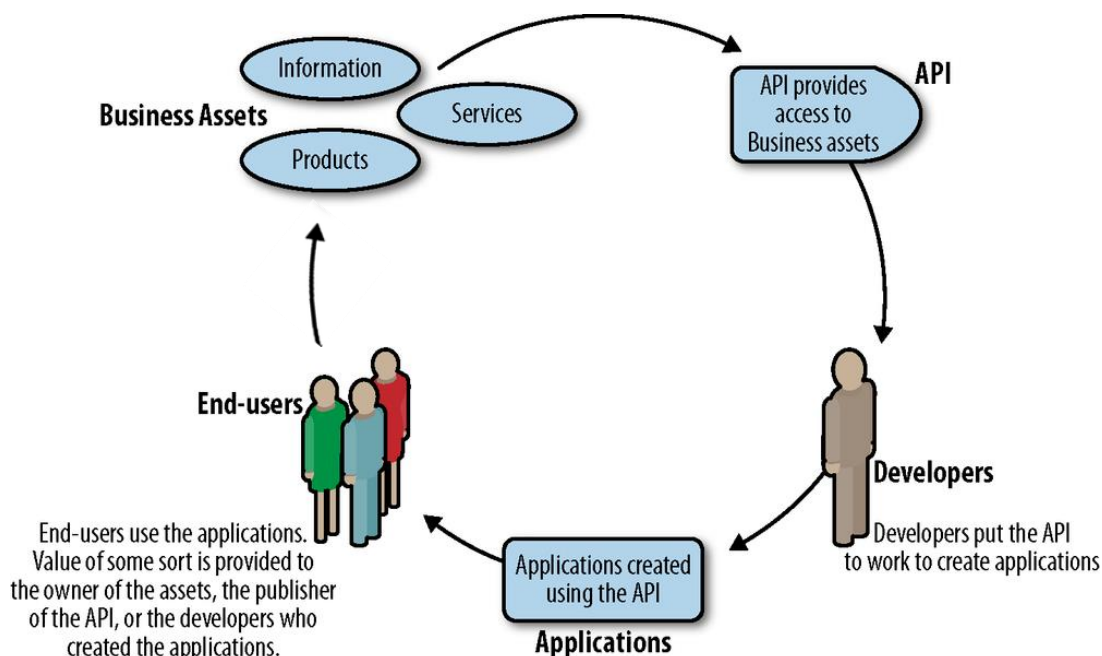 Information
Business Assets
Services
Products
API
API provides
access to
Business assets
End-users
End-users use the applications.
Value of some sort is provided to
the owner of the assets, the publisher
of the API, or the developers who
created the applications.
Developers
Developers put the API
to work to create applications
Applications created
using the API
Applications